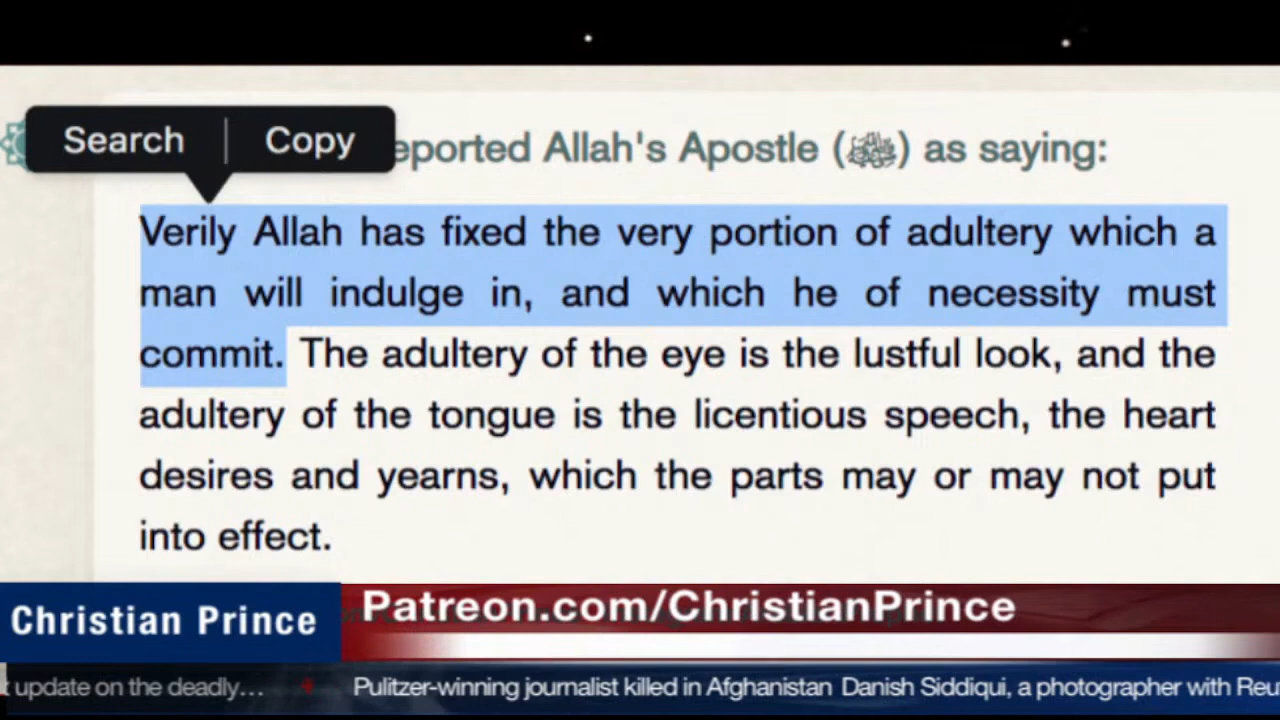 Search Copy
eported Allah's Apostle (ﷺ) as saying:
Verily Allah has fixed the very portion of adultery which a
man will indulge in, and which he of necessity must
commit. The adultery of the eye is the lustful look, and the
adultery of the tongue is the licentious speech, the heart
desires and yearns, which the parts may or may not put
into effect.
Christian Prince
Patreon.com/ChristianPrince
update on the deadly... Pulitzer-winning journalist killed in Afghanistan Danish Siddiqui, a photographer with Reu